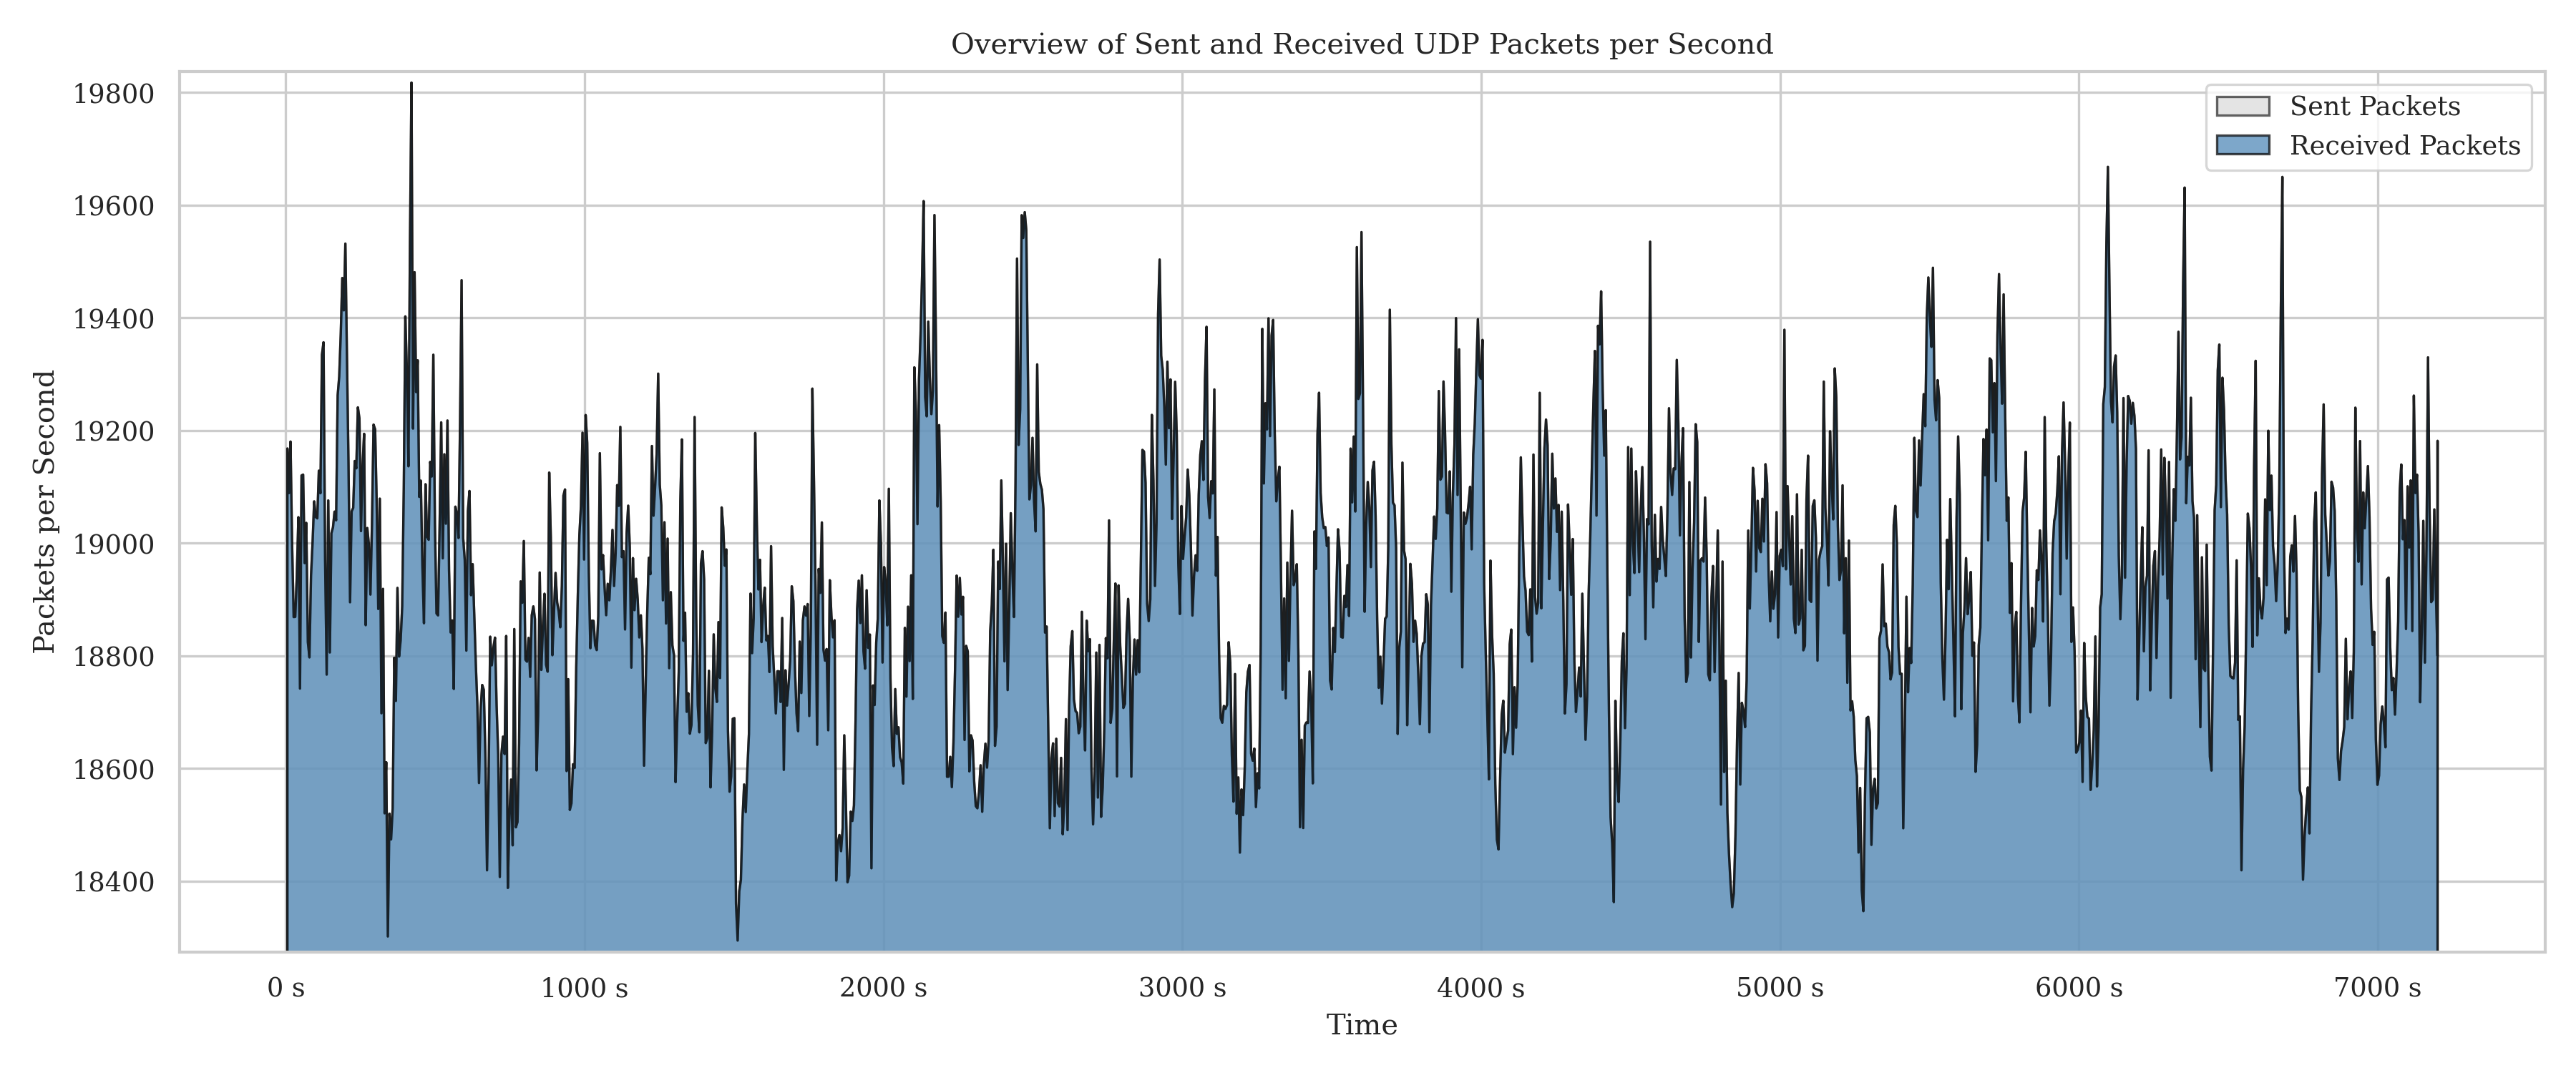 Overview of Sent and Received UDP Packets per Second
Sent Packets
Received Packets
Packets per Second
19800
19600
19400
19200
19000
18800
18600
18400
0 s
1000 s
2000 s
3000 s
4000 s
5000 s
6000 s
7000 s
Time